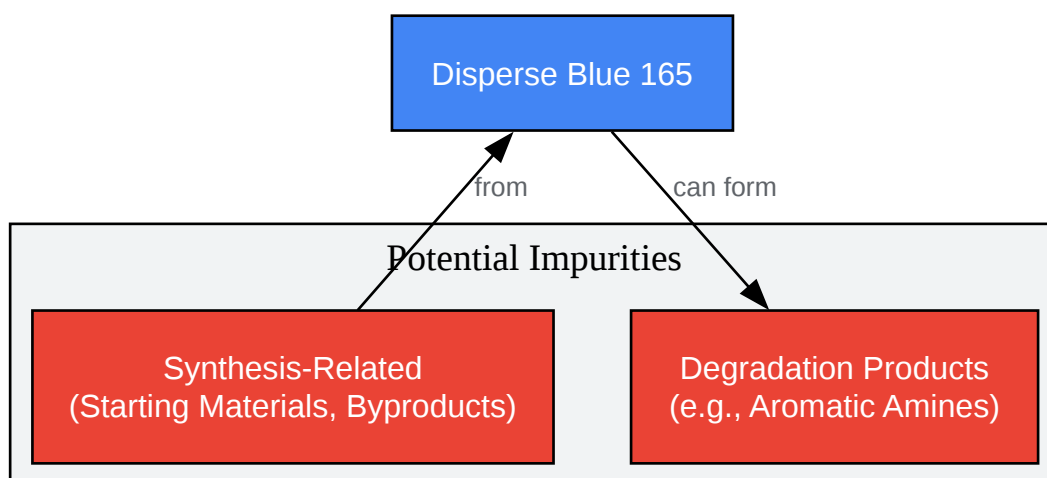 Disperse Blue 165
from
can form
Potential Impurities
Synthesis-Related
(Starting Materials, Byproducts)
Degradation Products
(e.g., Aromatic Amines)